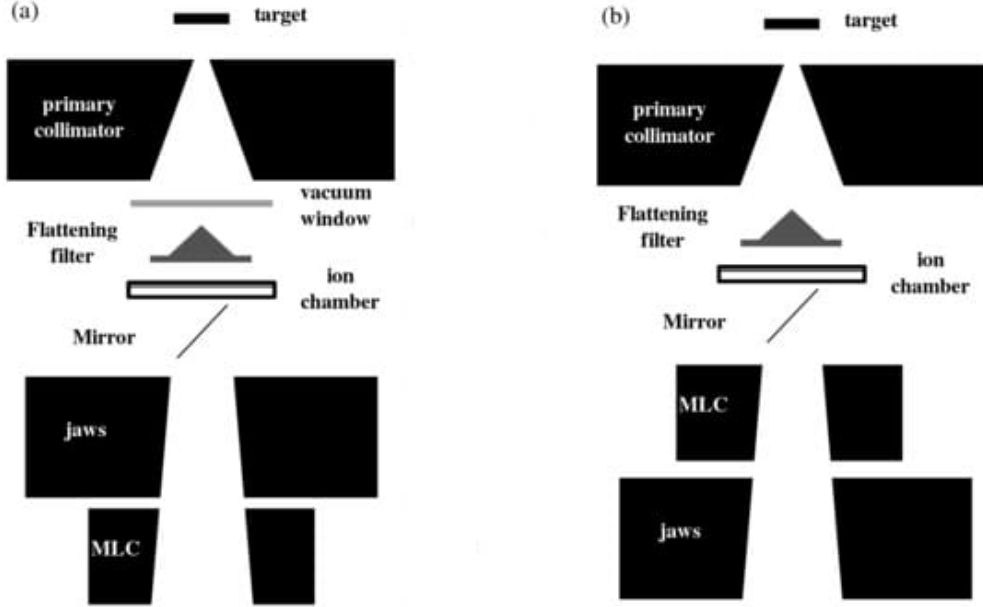 (a)
target
primary
collimator
vacuum
window
Flattening
filter
ion
chamber
Mirror
jaws
MLC
(b)
target
primary
collimator
Flattening
filter
ion
chamber
Mirror
MLC
jaws